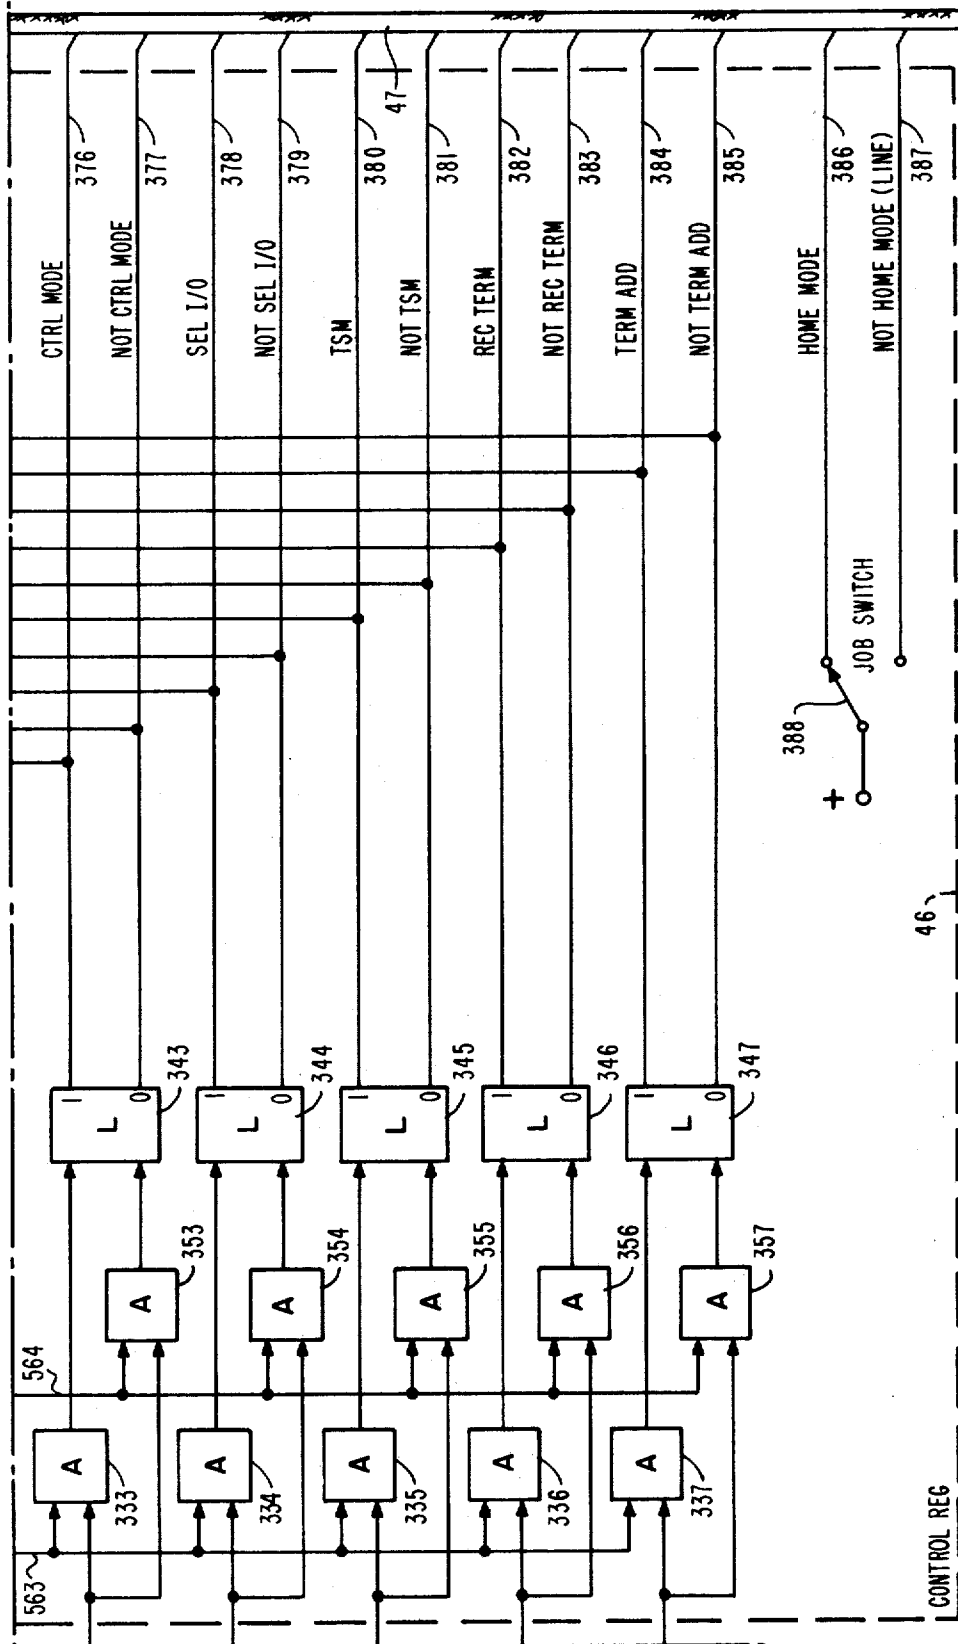 47
CTRL MODE 376
NOT CTRL MODE 377
SEL I/O 378
NOT SEL I/O 379
TSM 380
NOT TSM 381
REC TERM 382
NOT REC TERM 383
TERM ADD 384
NOT TERM ADD 385
HOME MODE 386
NOT HOME MODE (LINE) 387
388
JOB SWITCH
+
46
1 L 0 343
1 L 0 344
1 L 0 345
1 L 0 346
1 L 0 347
A 353
A 354
A 355
A 356
A 357
564
A 333
A 334
A 335
A 336
A 337
563
CONTROL REG